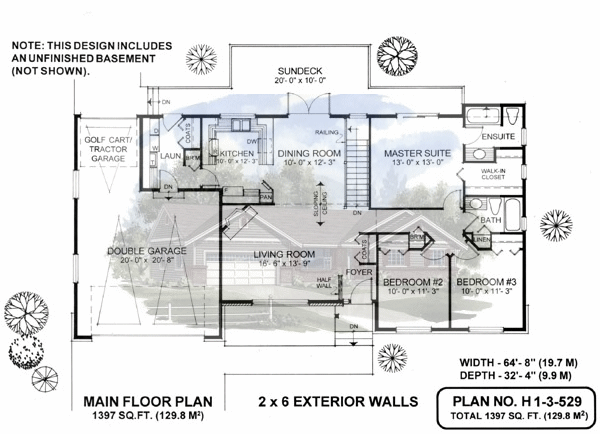 NOTE: THIS DESIGN INCLUDES
AN UNFINISHED BASEMENT
(NOT SHOWN).
SUNDECK
20'- 0" x 10'- 0"
DN
GOLF CART/
TRACTOR
GARAGE
W
D
COATS
LAUN
BR/M
DN
KITCHEN
10'- 0" x 12'- 3"
DW
PAN
RAILING
DN
DINING ROOM
10'- 0" x 12'- 3"
MASTER SUITE
13'- 0" x 13'- 0"
ENSUITE
WALK-IN
CLOSET
BATH
LINEN
BR/M
SLOPING
CEILING
DOUBLE GARAGE
20'- 0" x 20'- 8"
LIVING ROOM
16'- 6" x 13'- 9"
HALF
WALL
COATS
FOYER
BEDROOM #2
10'- 0" x 11'- 3"
BEDROOM #3
10'- 0" x 11'- 3"
DN
WIDTH - 64'- 8" (19.7 M)
DEPTH - 32'- 4" (9.9 M)
MAIN FLOOR PLAN
1397 SQ.FT. (129.8 M²)
2 x 6 EXTERIOR WALLS
PLAN NO. H 1-3-529
TOTAL 1397 SQ.FT. (129.8 M²)